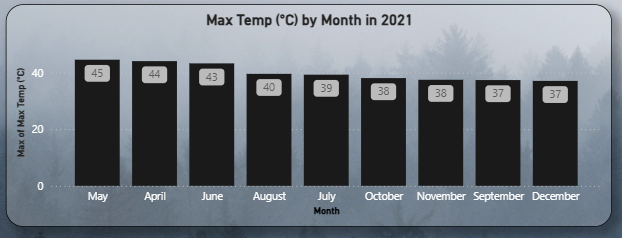 Max Temp (°C) by Month in 2021
Max of Max Temp (°C)
40
20
0
45
44
43
40
39
38
38
37
37
May
April
June
August
July
October
November
September
December
Month